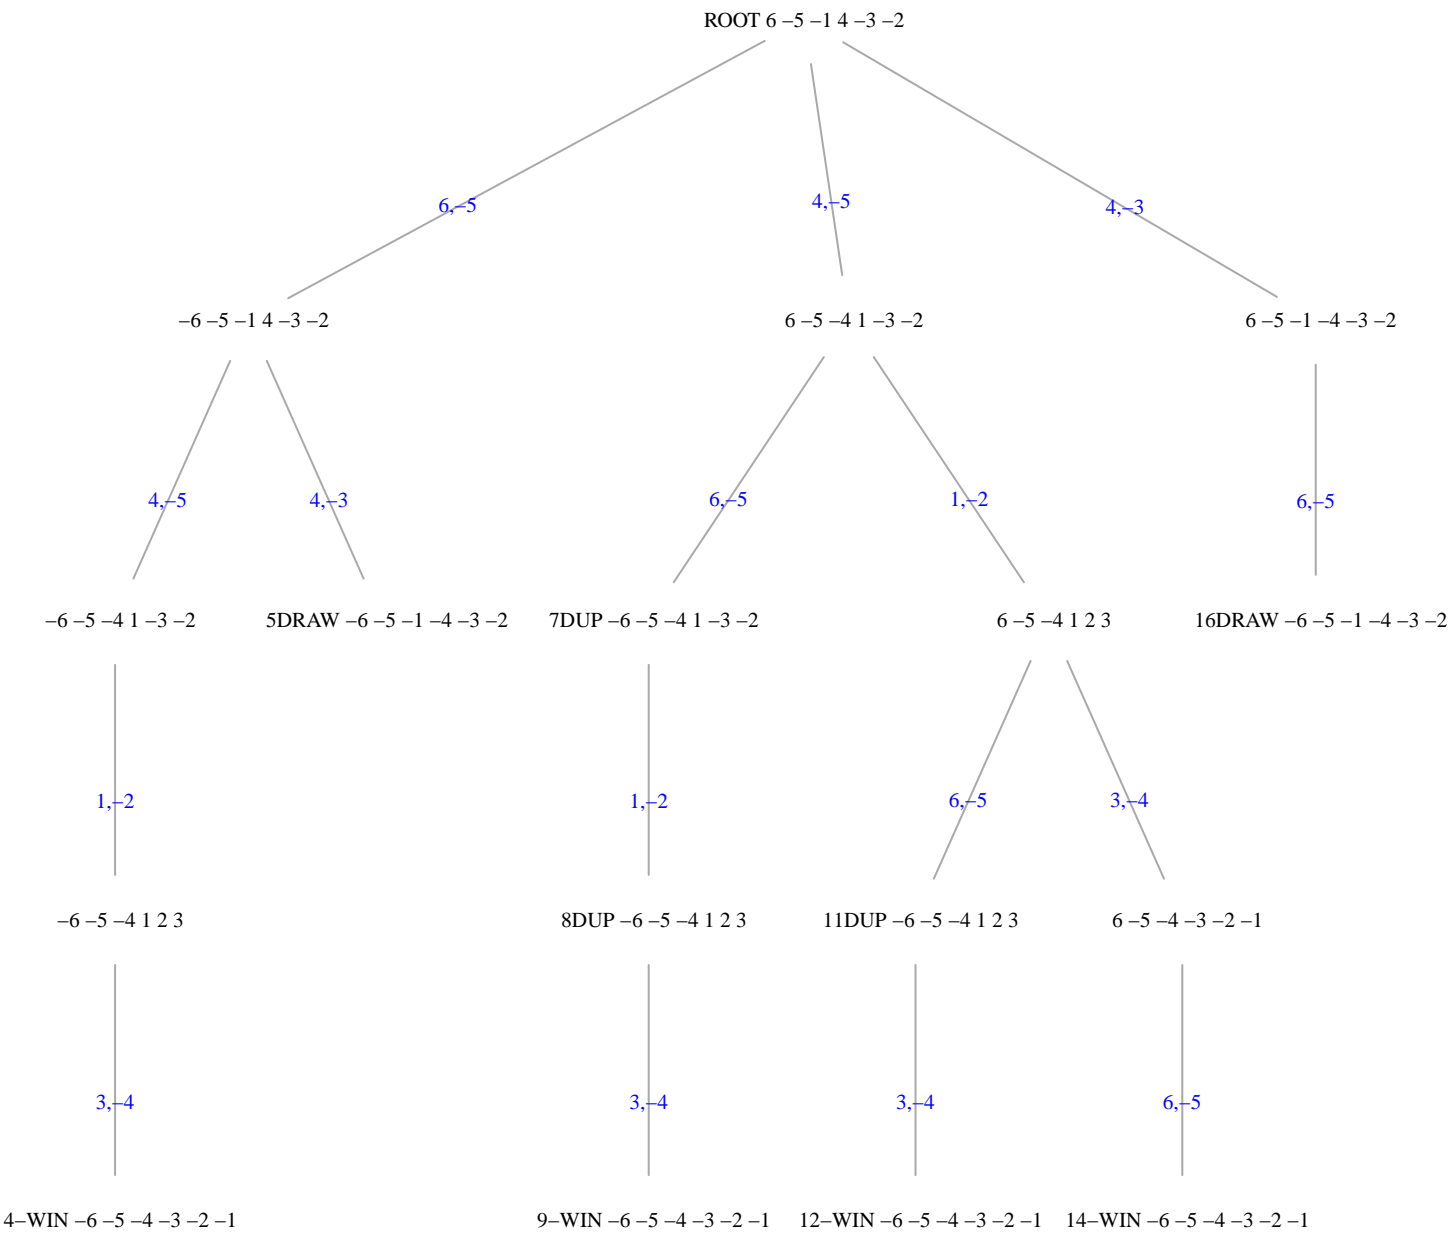 ROOT 6 –5 –1 4 –3 –2
6,–5
4,–5
4,–3
–6 –5 –1 4 –3 –2
6 –5 –4 1 –3 –2
6 –5 –1 –4 –3 –2
4,–5
4,–3
6,–5
1,–2
6,–5
–6 –5 –4 1 –3 –2
5DRAW –6 –5 –1 –4 –3 –2
7DUP –6 –5 –4 1 –3 –2
6 –5 –4 1 2 3
16DRAW –6 –5 –1 –4 –3 –2
1,–2
1,–2
6,–5
3,–4
–6 –5 –4 1 2 3
8DUP –6 –5 –4 1 2 3
11DUP –6 –5 –4 1 2 3
6 –5 –4 –3 –2 –1
3,–4
3,–4
3,–4
6,–5
4–WIN –6 –5 –4 –3 –2 –1
9–WIN –6 –5 –4 –3 –2 –1
12–WIN –6 –5 –4 –3 –2 –1
14–WIN –6 –5 –4 –3 –2 –1